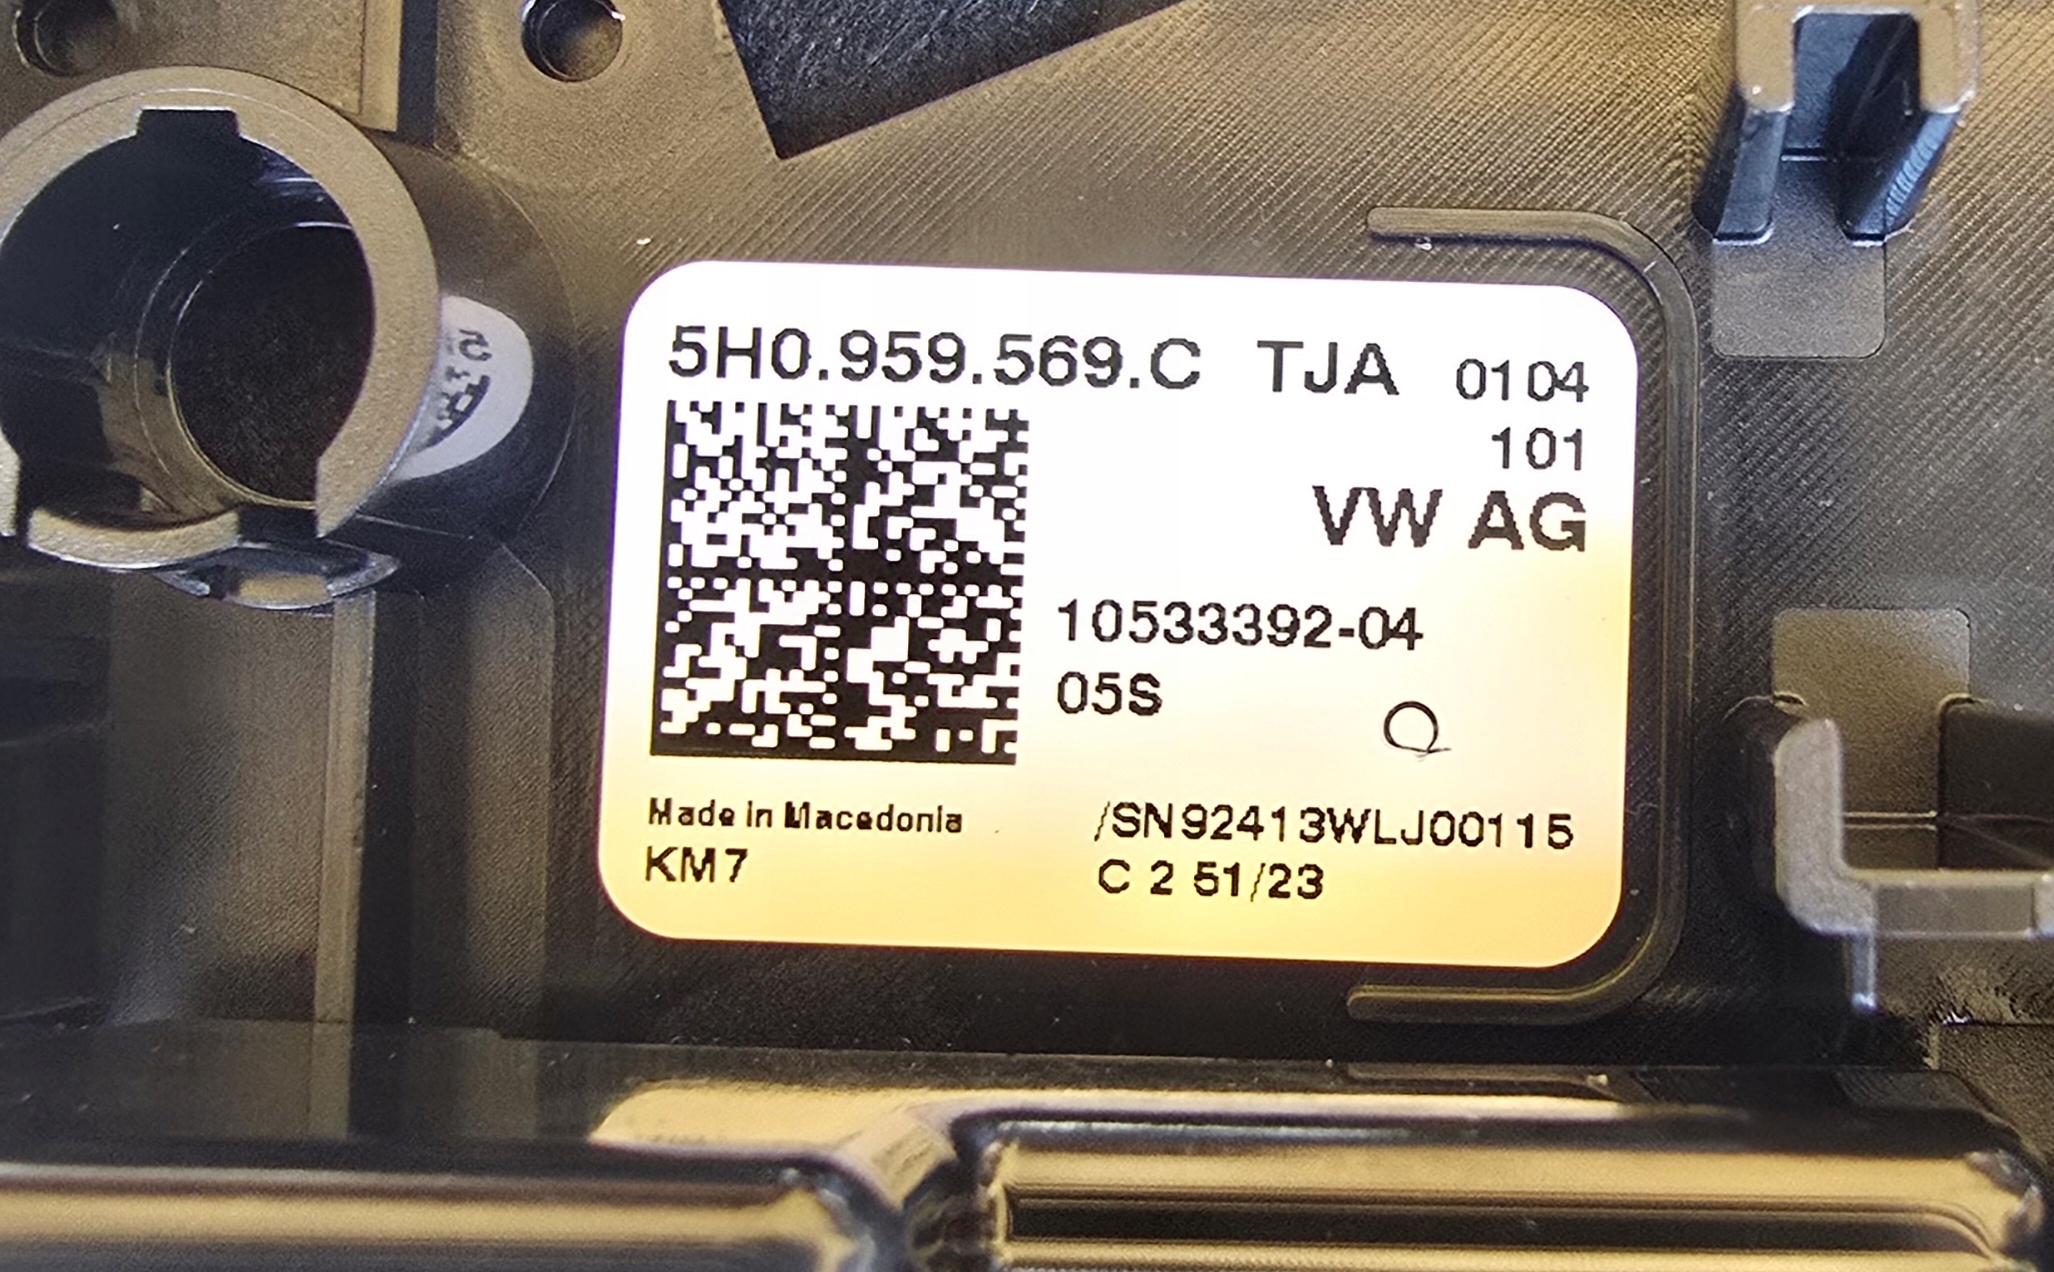 5H0.959.569.C TJA 0104
101
VW AG
10533392-04
05S
Made in Macedonia
KM7
/SN92413WLJ00115
C 2 51/23